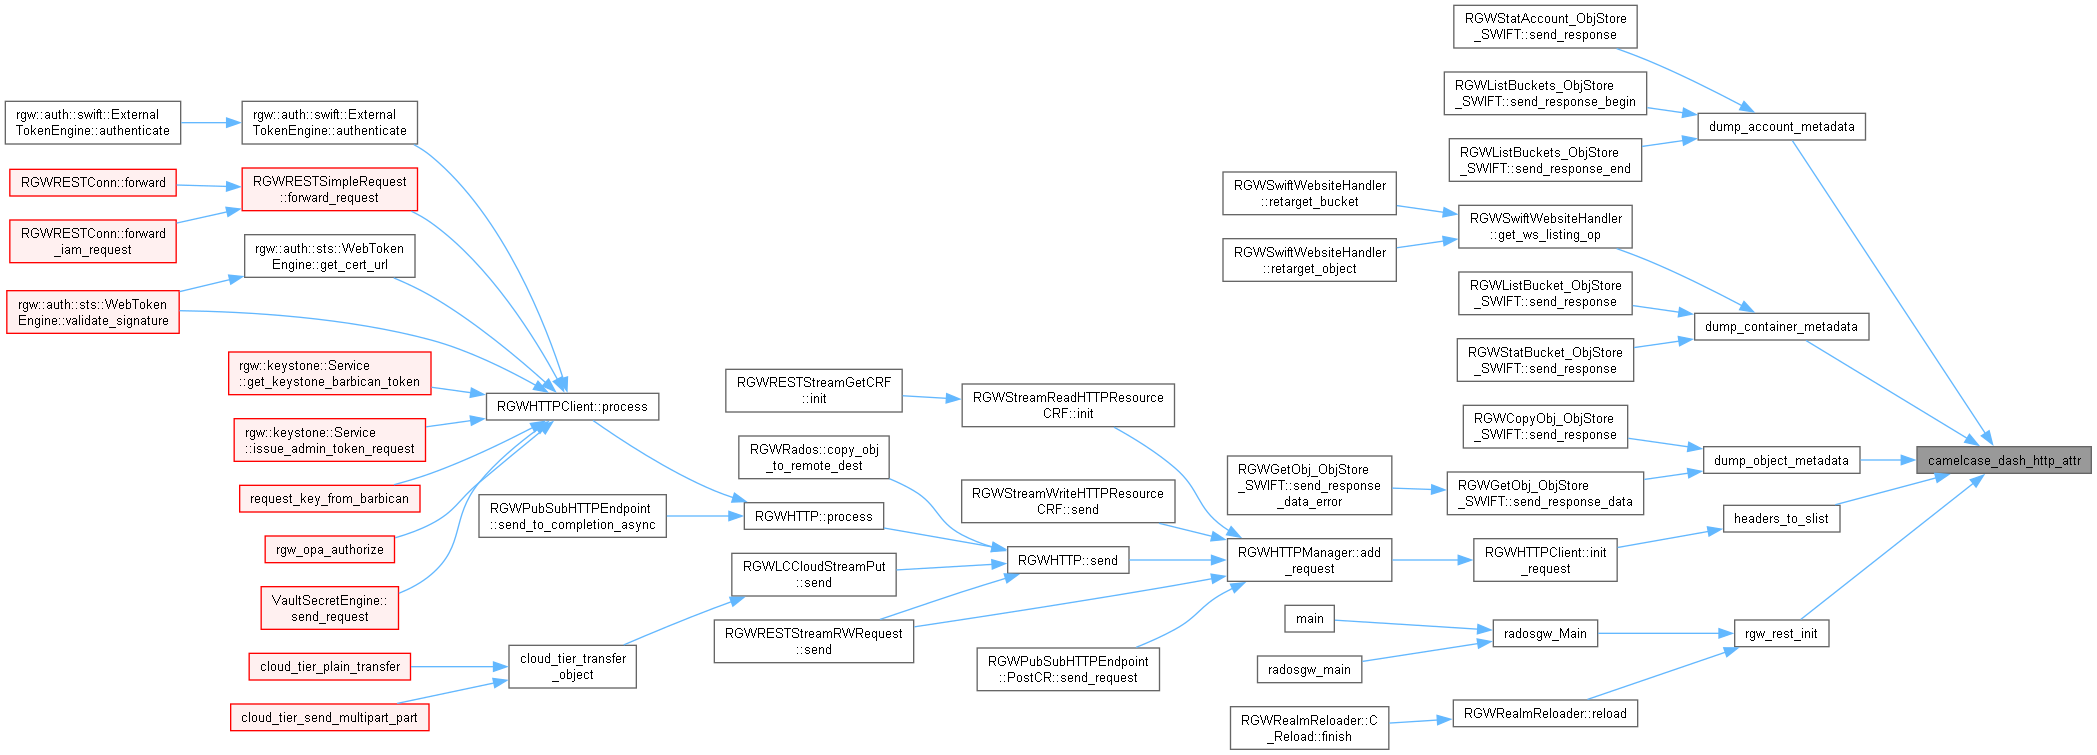 rgw::auth::swift::External
TokenEngine::authenticate
RGWRESTConn::forward
RGWRESTConn::forward
_iam_request
rgw::auth::sts::WebToken
Engine::validate_signature
rgw::auth::swift::External
TokenEngine::authenticate
RGWRESTSimpleRequest
::forward_request
rgw::auth::sts::WebToken
Engine::get_cert_url
rgw::keystone::Service
::get_keystone_barbican_token
rgw::keystone::Service
::issue_admin_token_request
request_key_from_barbican
rgw_opa_authorize
VaultSecretEngine::
send_request
cloud_tier_plain_transfer
cloud_tier_send_multipart_part
RGWHTTPClient::process
RGWPubSubHTTPEndpoint
::send_to_completion_async
cloud_tier_transfer
_object
RGWRESTStreamGetCRF
::init
RGWRados::copy_obj
_to_remote_dest
RGWHTTP::process
RGWLCCloudStreamPut
::send
RGWRESTStreamRWRequest
::send
RGWStreamReadHTTPResource
CRF::init
RGWStreamWriteHTTPResource
CRF::send
RGWHTTP::send
RGWPubSubHTTPEndpoint
::PostCR::send_request
RGWSwiftWebsiteHandler
::retarget_bucket
RGWSwiftWebsiteHandler
::retarget_object
RGWGetObj_ObjStore
_SWIFT::send_response
_data_error
RGWHTTPManager::add
_request
main
radosgw_main
RGWRealmReloader::C
_Reload::finish
RGWStatAccount_ObjStore
_SWIFT::send_response
RGWListBuckets_ObjStore
_SWIFT::send_response_begin
RGWListBuckets_ObjStore
_SWIFT::send_response_end
RGWSwiftWebsiteHandler
::get_ws_listing_op
RGWListBucket_ObjStore
_SWIFT::send_response
RGWStatBucket_ObjStore
_SWIFT::send_response
RGWCopyObj_ObjStore
_SWIFT::send_response
RGWGetObj_ObjStore
_SWIFT::send_response_data
RGWHTTPClient::init
_request
radosgw_Main
RGWRealmReloader::reload
dump_account_metadata
dump_container_metadata
dump_object_metadata
headers_to_slist
rgw_rest_init
camelcase_dash_http_attr